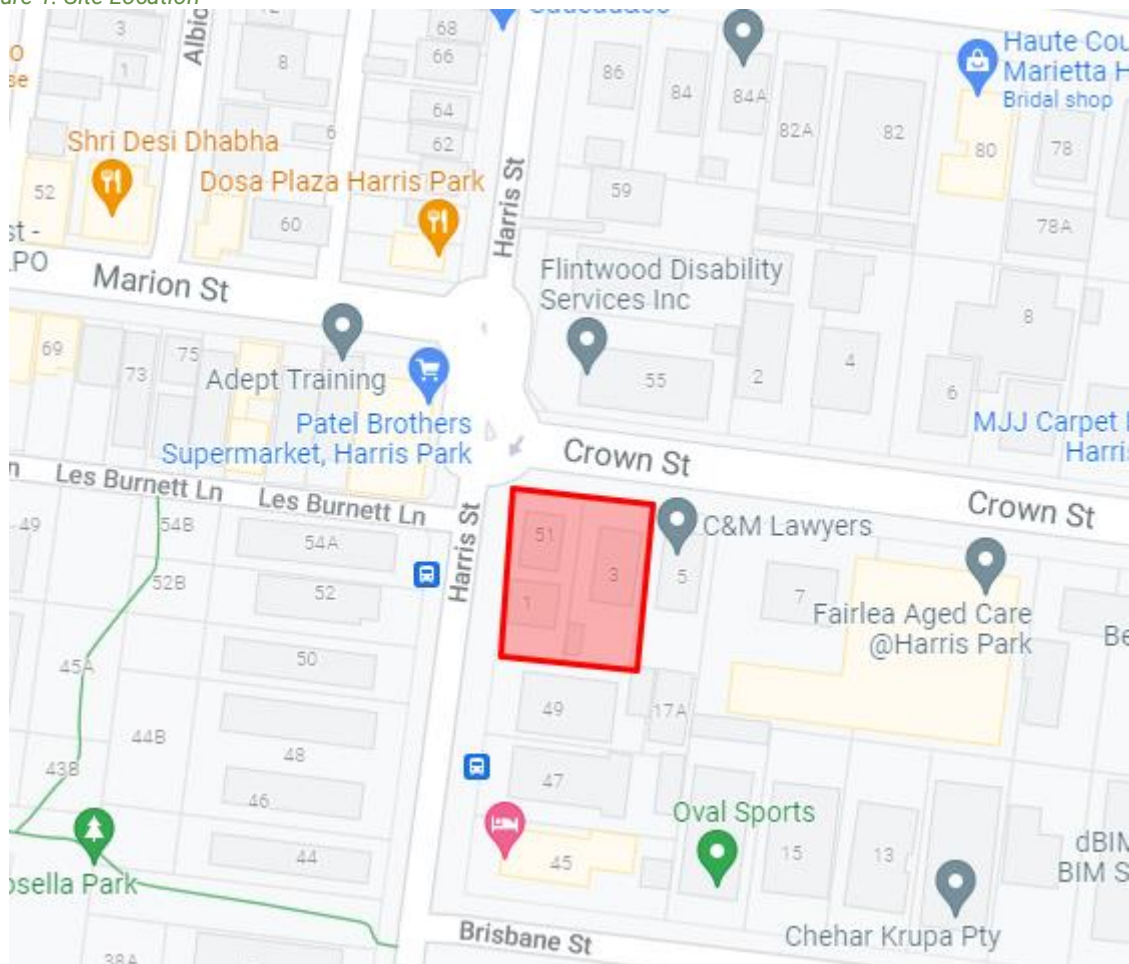 ure 1. Site Location
Albio
3
1
8
6
68
66
64
62
86
84
84A
82A
82
80
78
78A
Haute Cou
Marietta H
Bridal shop
Shri Desi Dhabha
Dosa Plaza Harris Park
52
60
59
Harris St
st -
LPO
Marion St
Flintwood Disability
Services Inc
69
73
75
Adept Training
55
2
4
6
8
Patel Brothers
Supermarket, Harris Park
MJJ Carpet
Harris
Crown St
Crown St
Les Burnett Ln
Les Burnett Ln
49
54B
54A
52B
52
Harris St
51
3
1
5
C&M Lawyers
7
Fairlea Aged Care
@Harris Park
Be
45A
50
49
17A
44B
48
43B
46
47
44
45
Oval Sports
15
13
dBIM
BIM S
osella Park
Chehar Krupa Pty
Brisbane St
38A